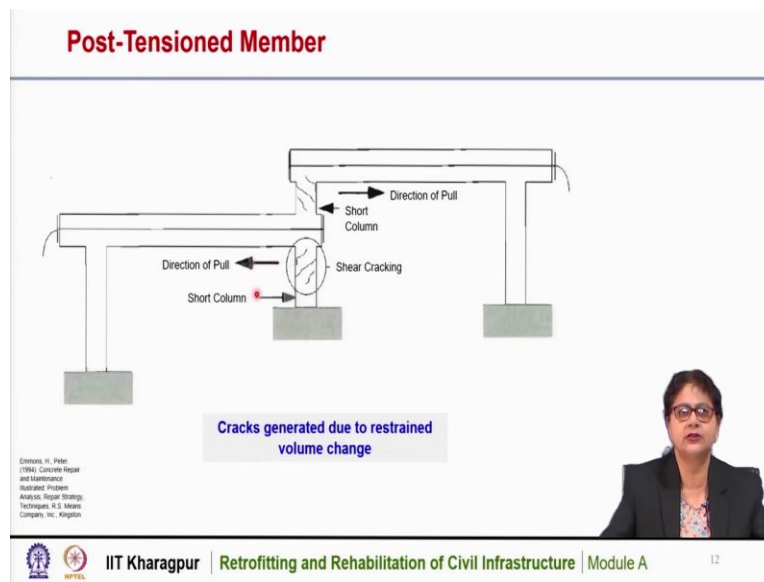 Post-Tensioned Member
Direction of Pull
Short
Column
Direction of Pull
Shear Cracking
Short Column
Cracks generated due to restrained
volume change
Emmons, H., Peter.
(1994). Concrete Repair
and Maintenance
Illustrated: Problem
Analysis, Repair Strategy,
Techniques, R.S. Means
Company, Inc., Kingston
NPTEL
IIT Kharagpur | Retrofitting and Rehabilitation of Civil Infrastructure | Module A
12